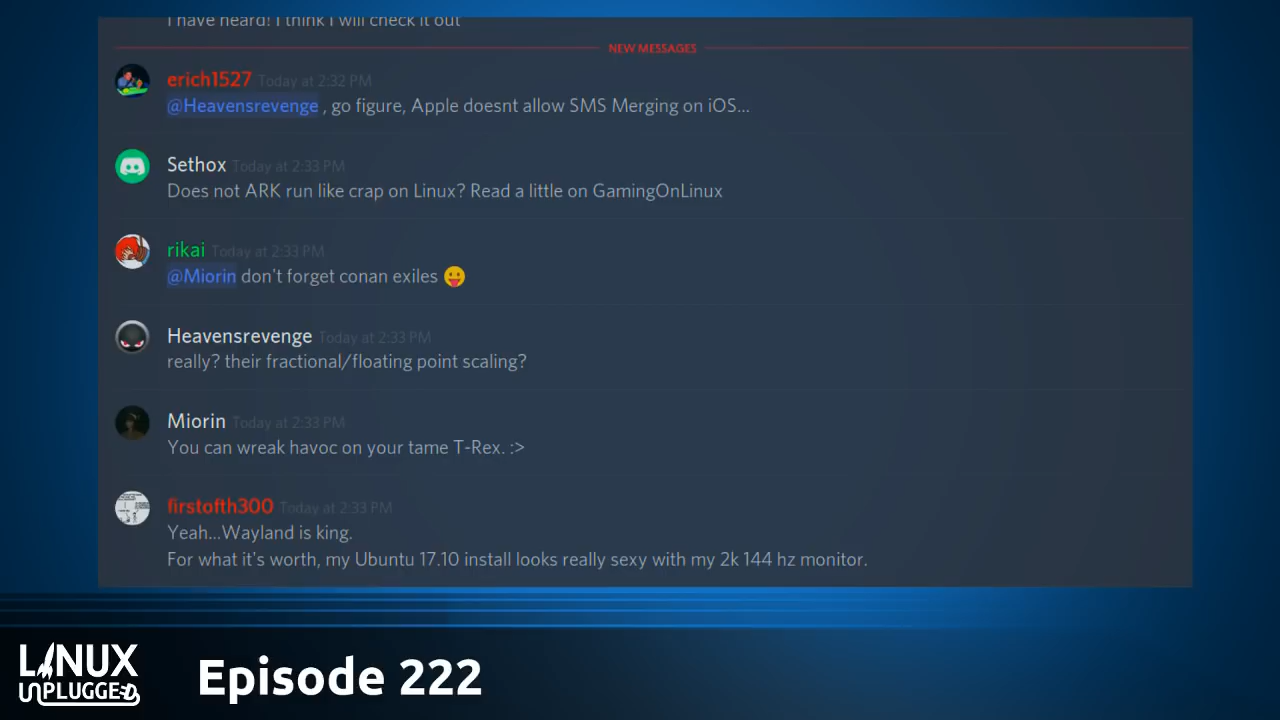 I have heard! I think I will check it out
NEW MESSAGES
erich1527 Today at 2:32 PM
@Heavensrevenge , go figure, Apple doesnt allow SMS Merging on iOS...
Sethox Today at 2:33 PM
Does not ARK run like crap on Linux? Read a little on GamingOnLinux
rikai Today at 2:33 PM
@Miorin don't forget conan exiles 😛
Heavensrevenge Today at 2:33 PM
really? their fractional/floating point scaling?
Miorin Today at 2:33 PM
You can wreak havoc on your tame T-Rex. :>
firstofth300 Today at 2:33 PM
Yeah...Wayland is king.
For what it's worth, my Ubuntu 17.10 install looks really sexy with my 2k 144 hz monitor.
LINUX
UNPLUGGED
Episode 222